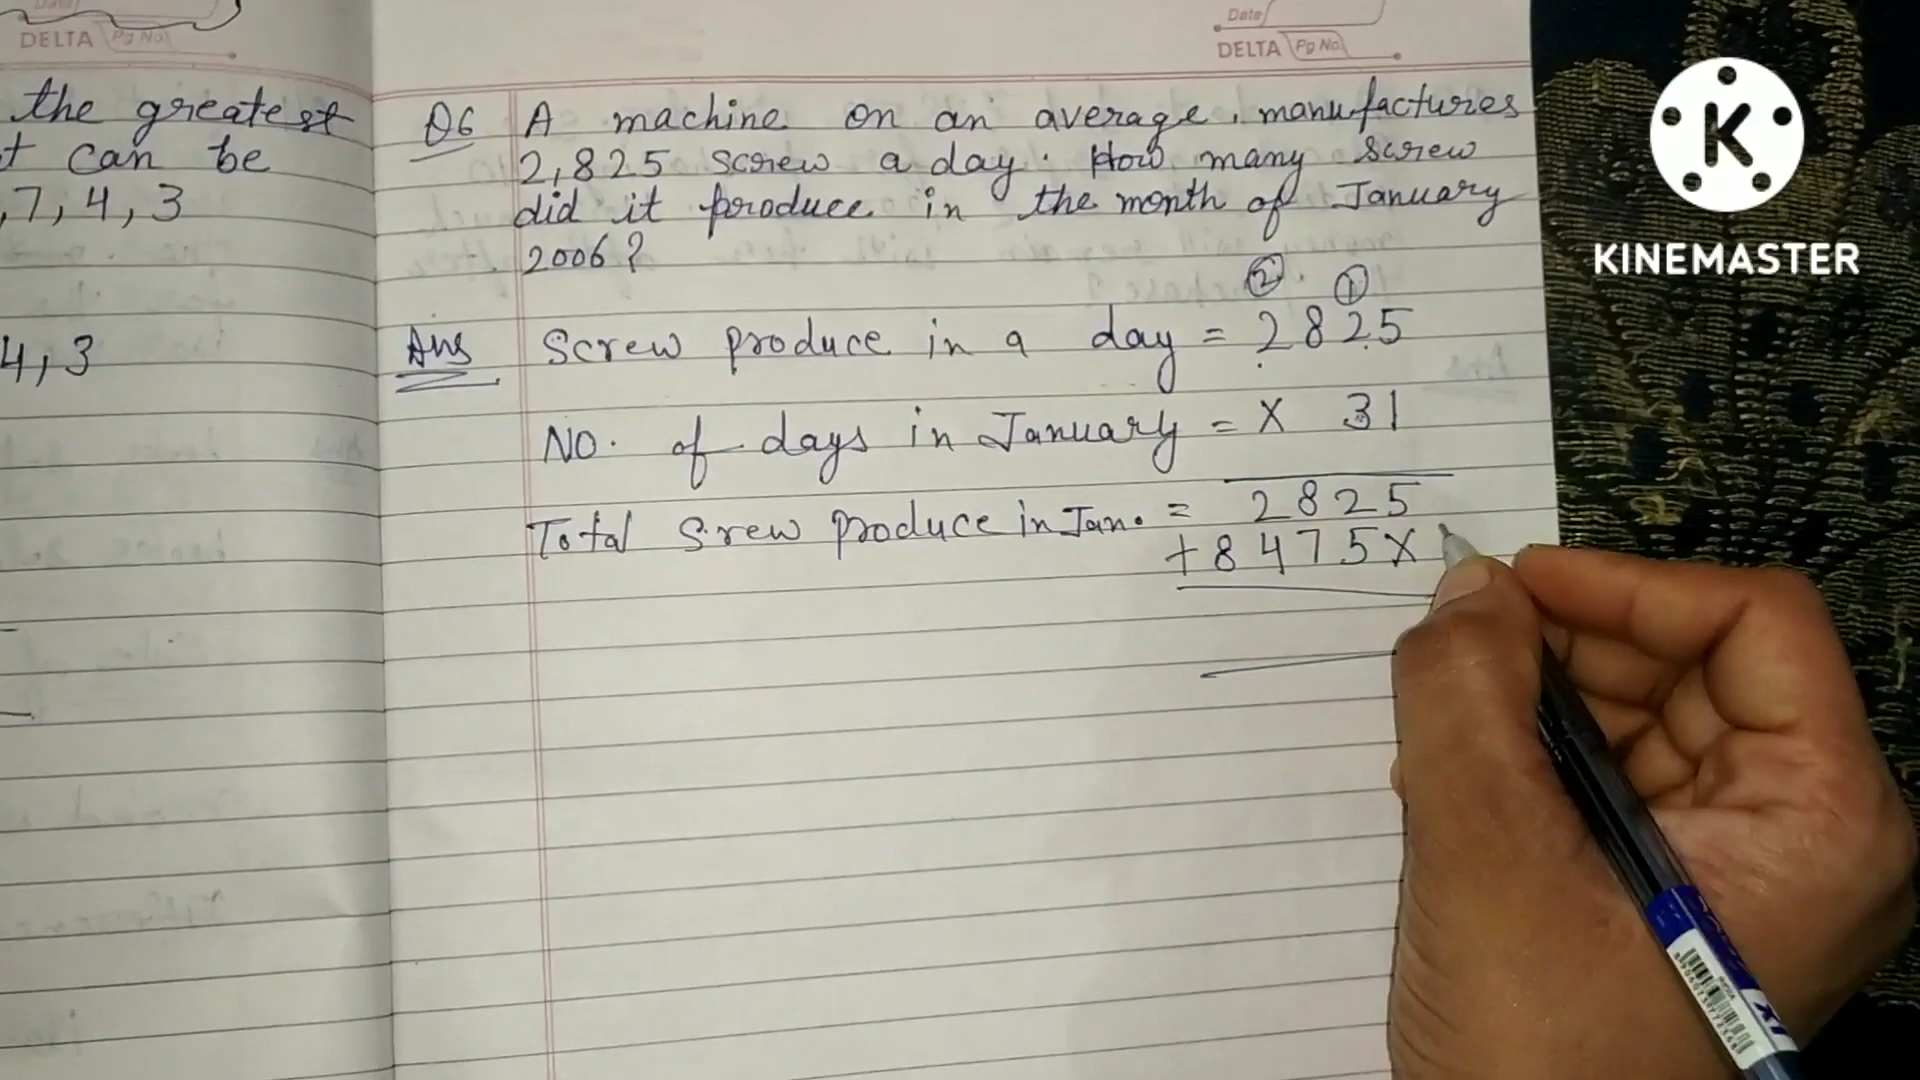 Date
DELTA Pg No.
the greatest
t can be
, 7, 4, 3
4, 3
Date
DELTA Pg No.
Q6 A machine on an average, manufactures
2,825 screw a day. How many screw
did it produce in the month of January
2006?
② ①
Ans Screw produce in a day = 2825
No. of days in January = x 31
Total Srew produce in Jan. = 2825
+8475x
K
KINEMASTER